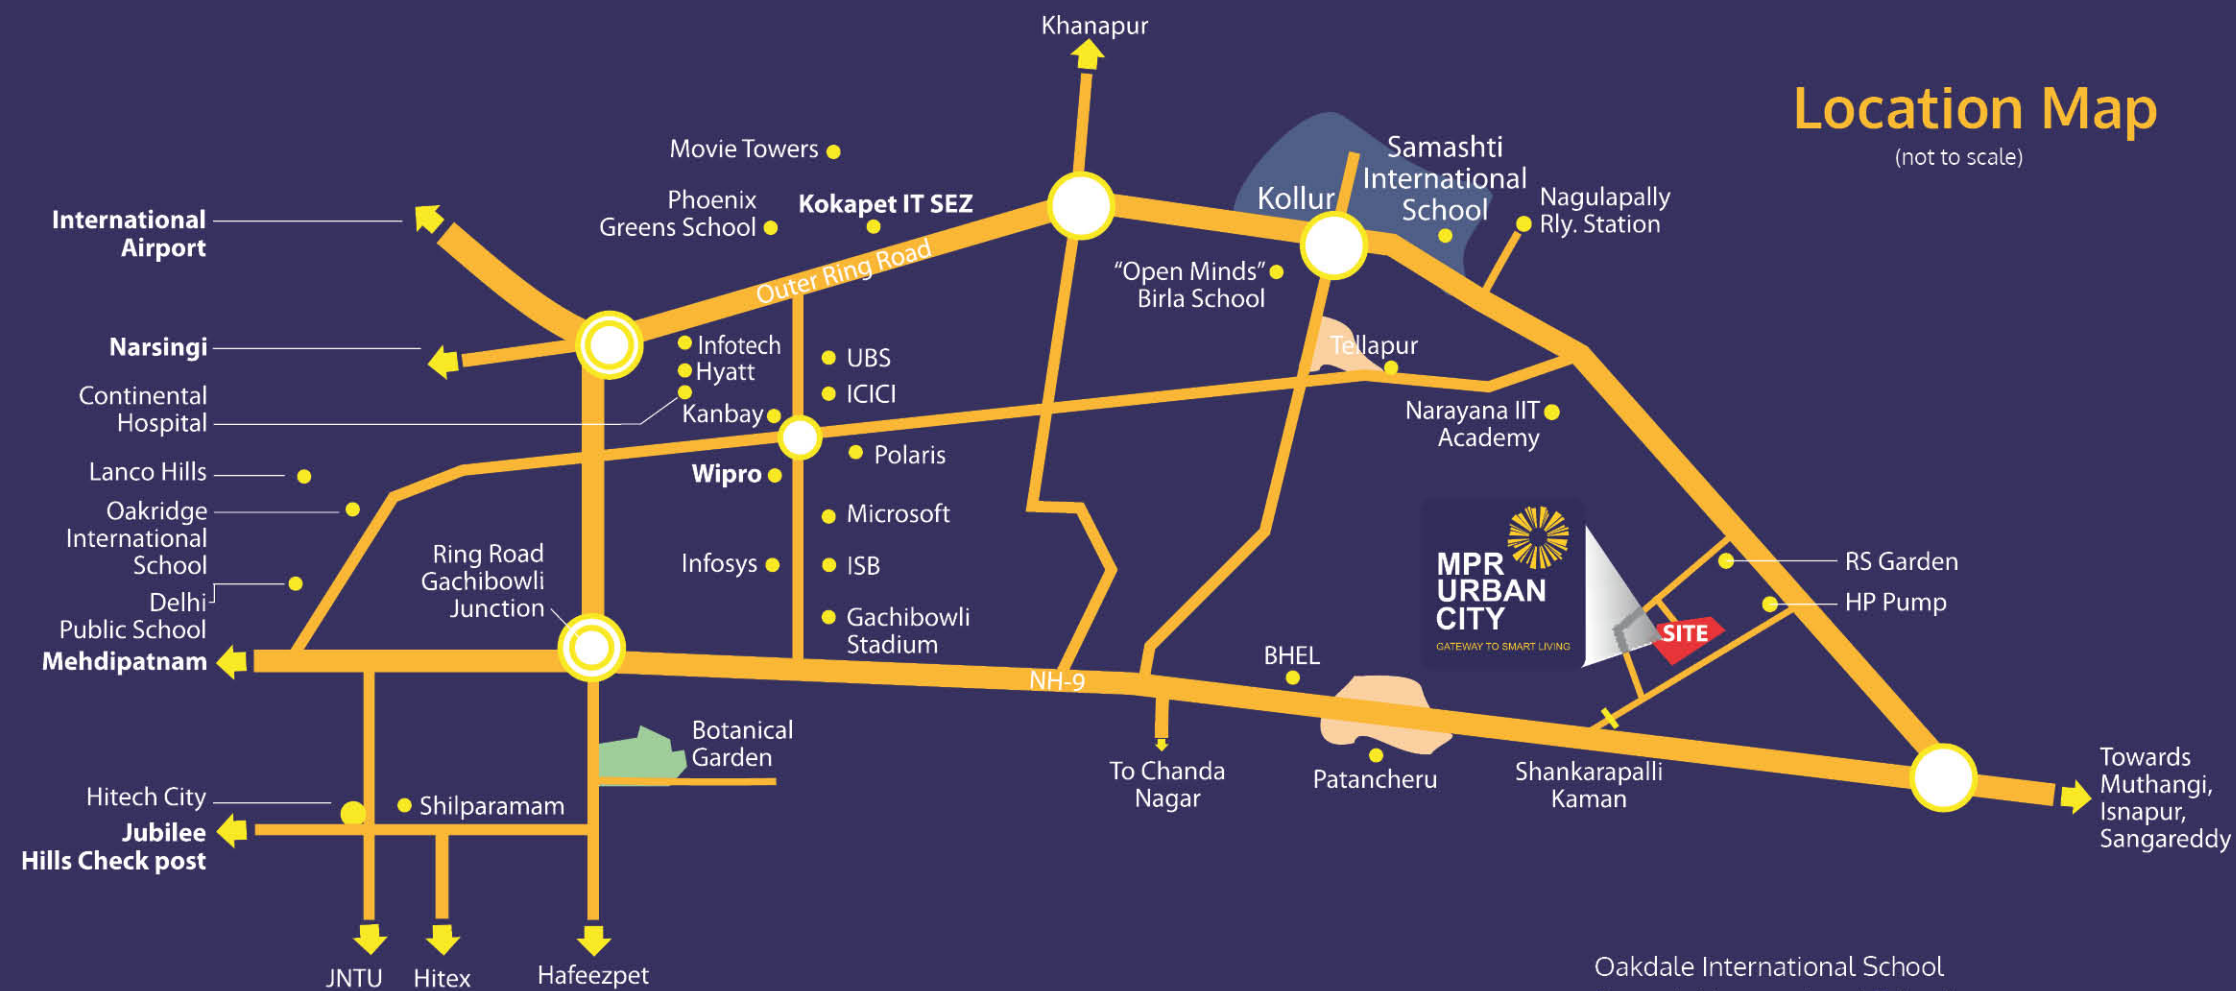 Khanapur
Location Map
(not to scale)
Movie Towers
Samashti
International
School
Kollur
Phoenix
Greens School
Kokapet IT SEZ
Nagulapally
Rly. Station
International
Airport
Outer Ring Road
"Open Minds"
Birla School
Narsingi
Infotech
Hyatt
UBS
ICICI
Kanbay
Tellapur
Continental
Hospital
Narayana IIT
Academy
Polaris
Wipro
Lanco Hills
Oakridge
International
School
Microsoft
Infosys
ISB
Ring Road
Gachibowli
Junction
MPR
URBAN
CITY
GATEWAY TO SMART LIVING
RS Garden
HP Pump
SITE
Delhi
Public School
Gachibowli
Stadium
Mehdipatnam
BHEL
NH-9
Botanical
Garden
To Chanda
Nagar
Patancheru
Shankarapalli
Kaman
Towards
Muthangi,
Isnapur,
Sangareddy
Hitech City
Shilparamam
Jubilee
Hills Check post
JNTU
Hitex
Hafeezpet
Oakdale International School